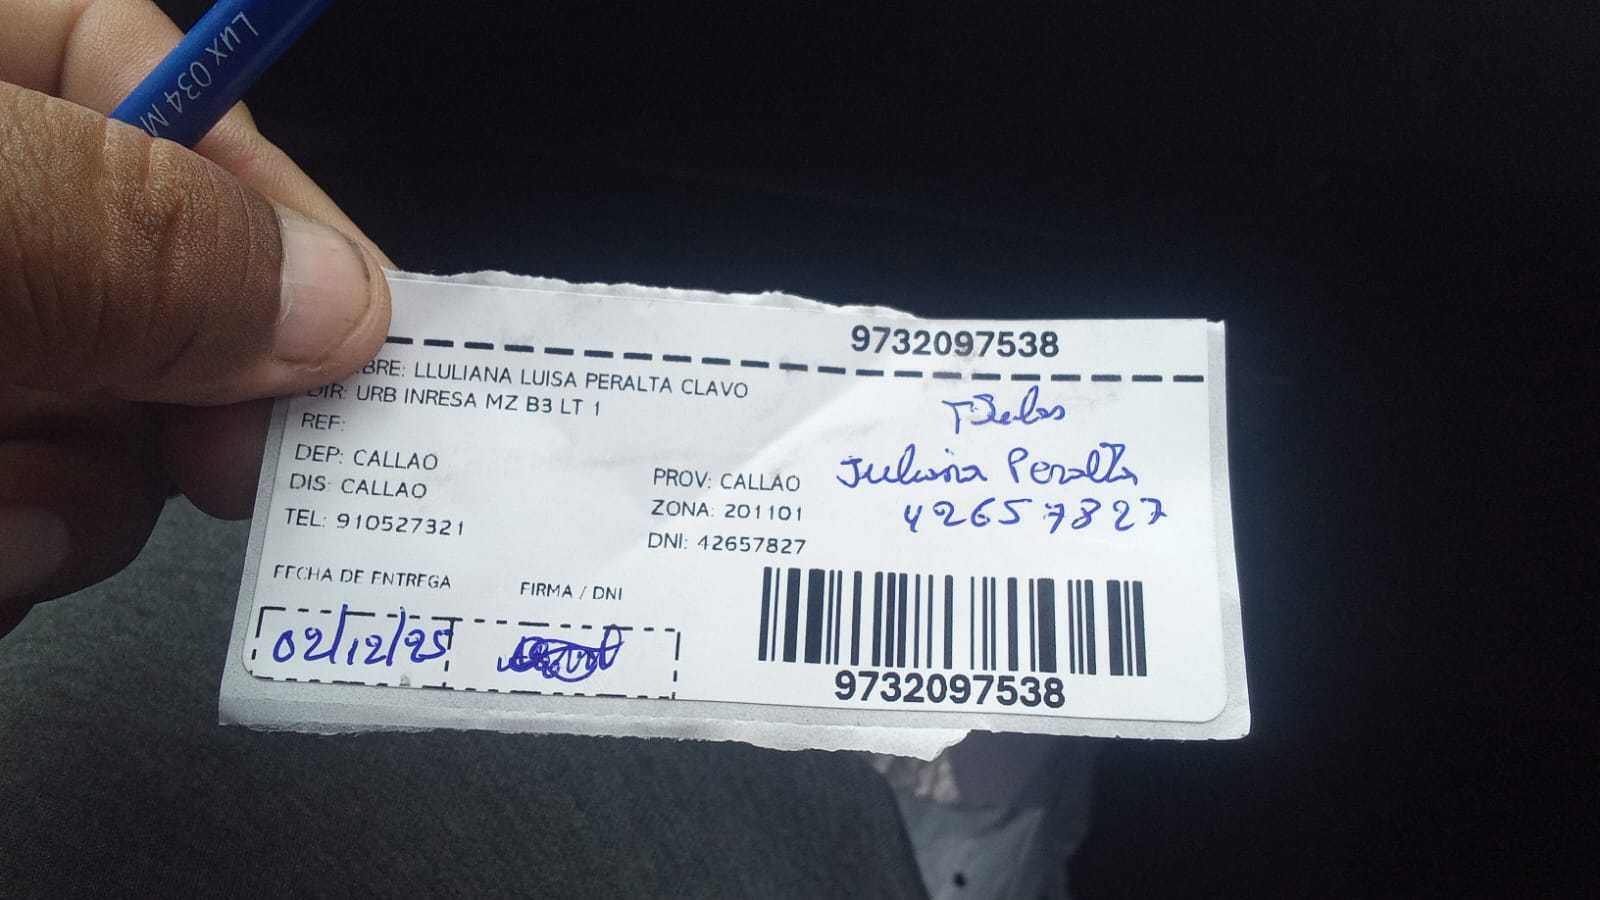 Lux 034 M
9732097538
BRE: LLULIANA LUISA PERALTA CLAVO
DIR: URB INRESA MZ B3 LT 1
REF:
DEP: CALLAO
PROV: CALLAO
DIS: CALLAO
ZONA: 201101
TEL: 910527321
DNI: 42657827
Juliana Peralta
42657827
FECHA DE ENTREGA
FIRMA / DNI
02/12/25
9732097538